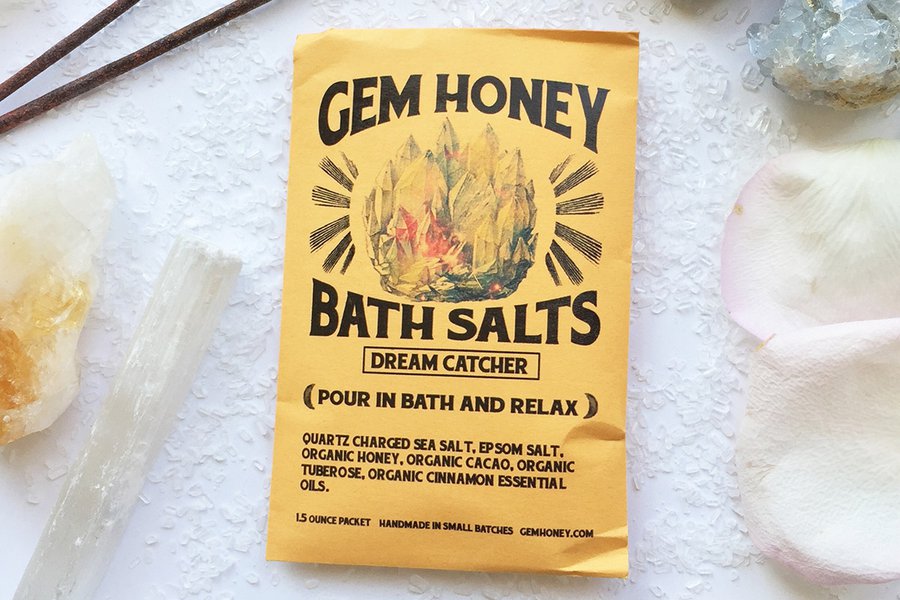 GEM HONEY
BATH SALTS
DREAM CATCHER
(POUR IN BATH AND RELAX)
QUARTZ CHARGED SEA SALT, EPSOM SALT,
ORGANIC HONEY, ORGANIC CACAO, ORGANIC
TUBEROSE, ORGANIC CINNAMON ESSENTIAL
OILS.
1.5 OUNCE PACKET HANDMADE IN SMALL BATCHES GEMHONEY.COM